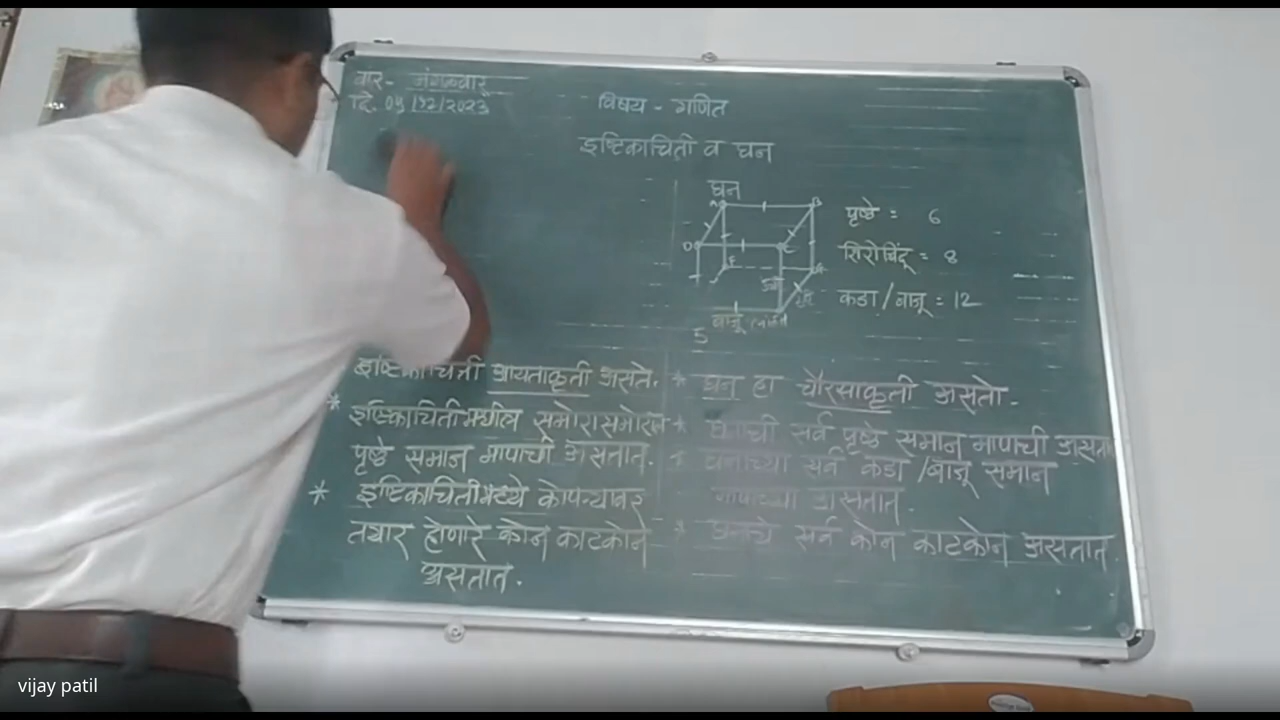 वार- मंगळवार
दि. 05/12/2023
विषय - गणित
इष्टिकाचिती व घन
घन
A
B
D
C
E
पृष्ठे = 6
शिरोबिंदू = 8
कडा / बाजू = 12
बाजू
5
इष्टिकाचिती आयताकृती असते.
* इष्टिकाचितीमधील समोरासमोरील
पृष्ठे समान मापाची असतात.
* इष्टिकाचितीमध्ये कोपऱ्यावर
तयार होणारे कोन काटकोन
असतात.
* घन हा चौरसाकृती असतो.
* घनाची सर्व पृष्ठे समान मापाची असतात
* घनाच्या सर्व कडा /बाजू समान
मापाच्या असतात.
* सर्व कोन काटकोन असतात.
vijay patil